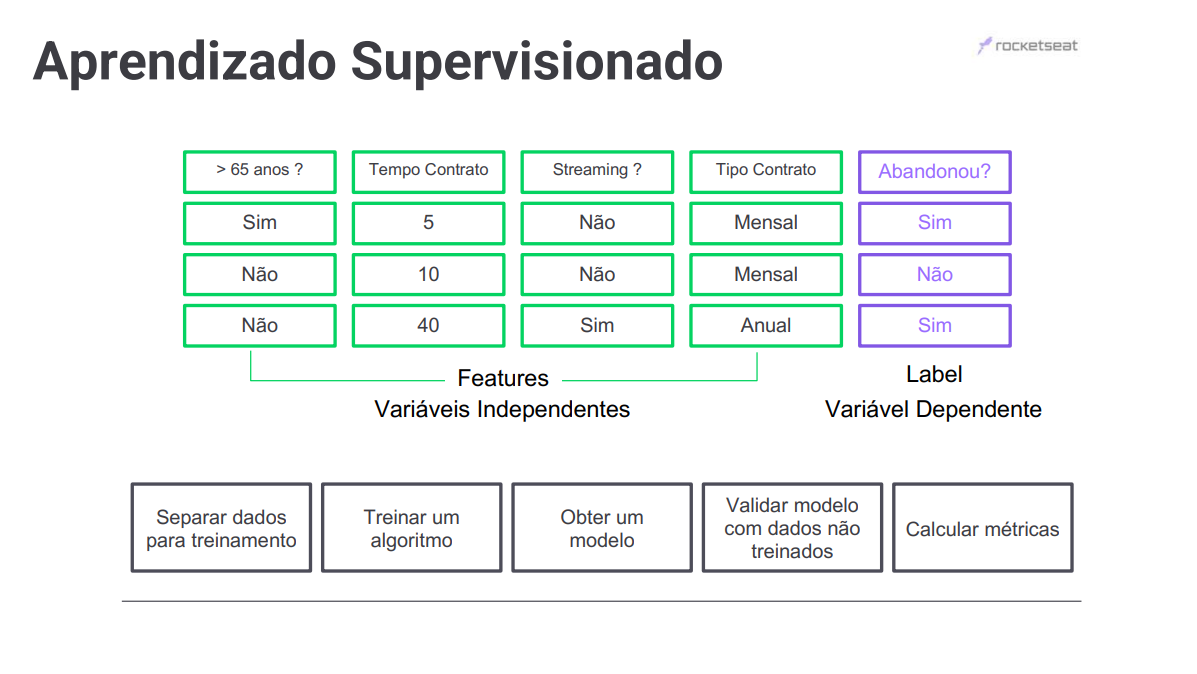 Aprendizado Supervisionado
rocketseat
> 65 anos ? Tempo Contrato Streaming ? Tipo Contrato Abandonou?
Sim 5 Não Mensal Sim
Não 10 Não Mensal Não
Não 40 Sim Anual Sim
Features
Variáveis Independentes
Label
Variável Dependente
Separar dados
para treinamento
Treinar um
algoritmo
Obter um
modelo
Validar modelo
com dados não
treinados
Calcular métricas